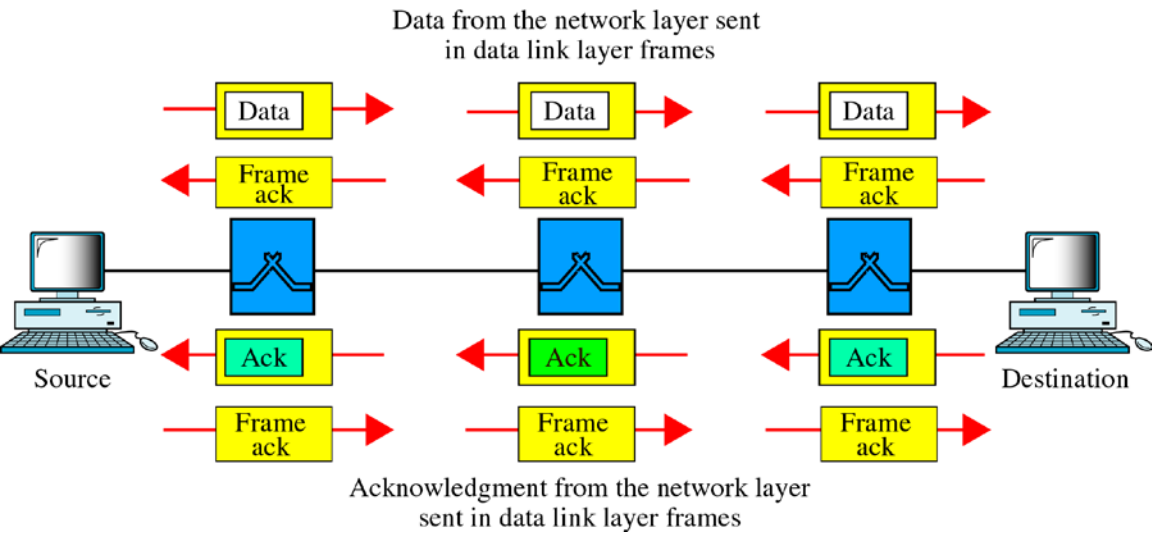 Data from the network layer sent
in data link layer frames
Data
Data
Data
Frame
ack
Frame
ack
Frame
ack
Source
Destination
Ack
Ack
Ack
Frame
ack
Frame
ack
Frame
ack
Acknowledgment from the network layer
sent in data link layer frames